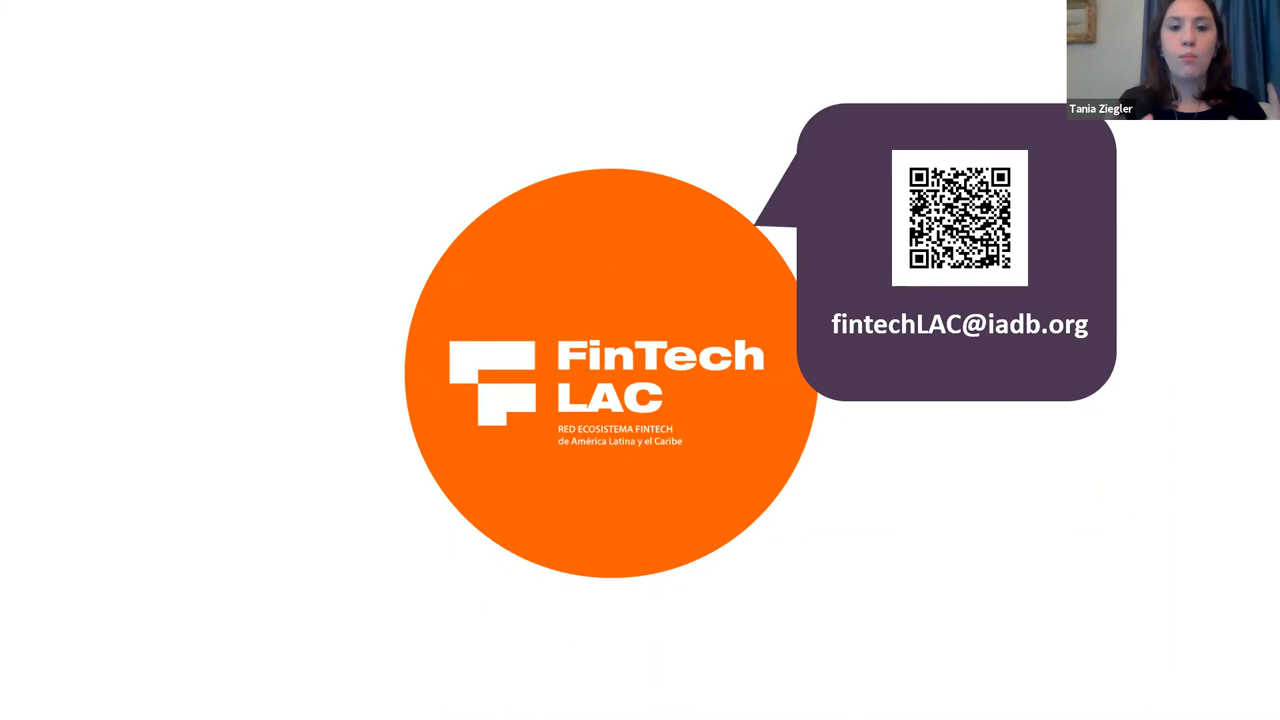 Tania Ziegler
fintechLAC@iadb.org
FinTech
LAC
RED ECOSISTEMA FINTECH
de América Latina y el Caribe